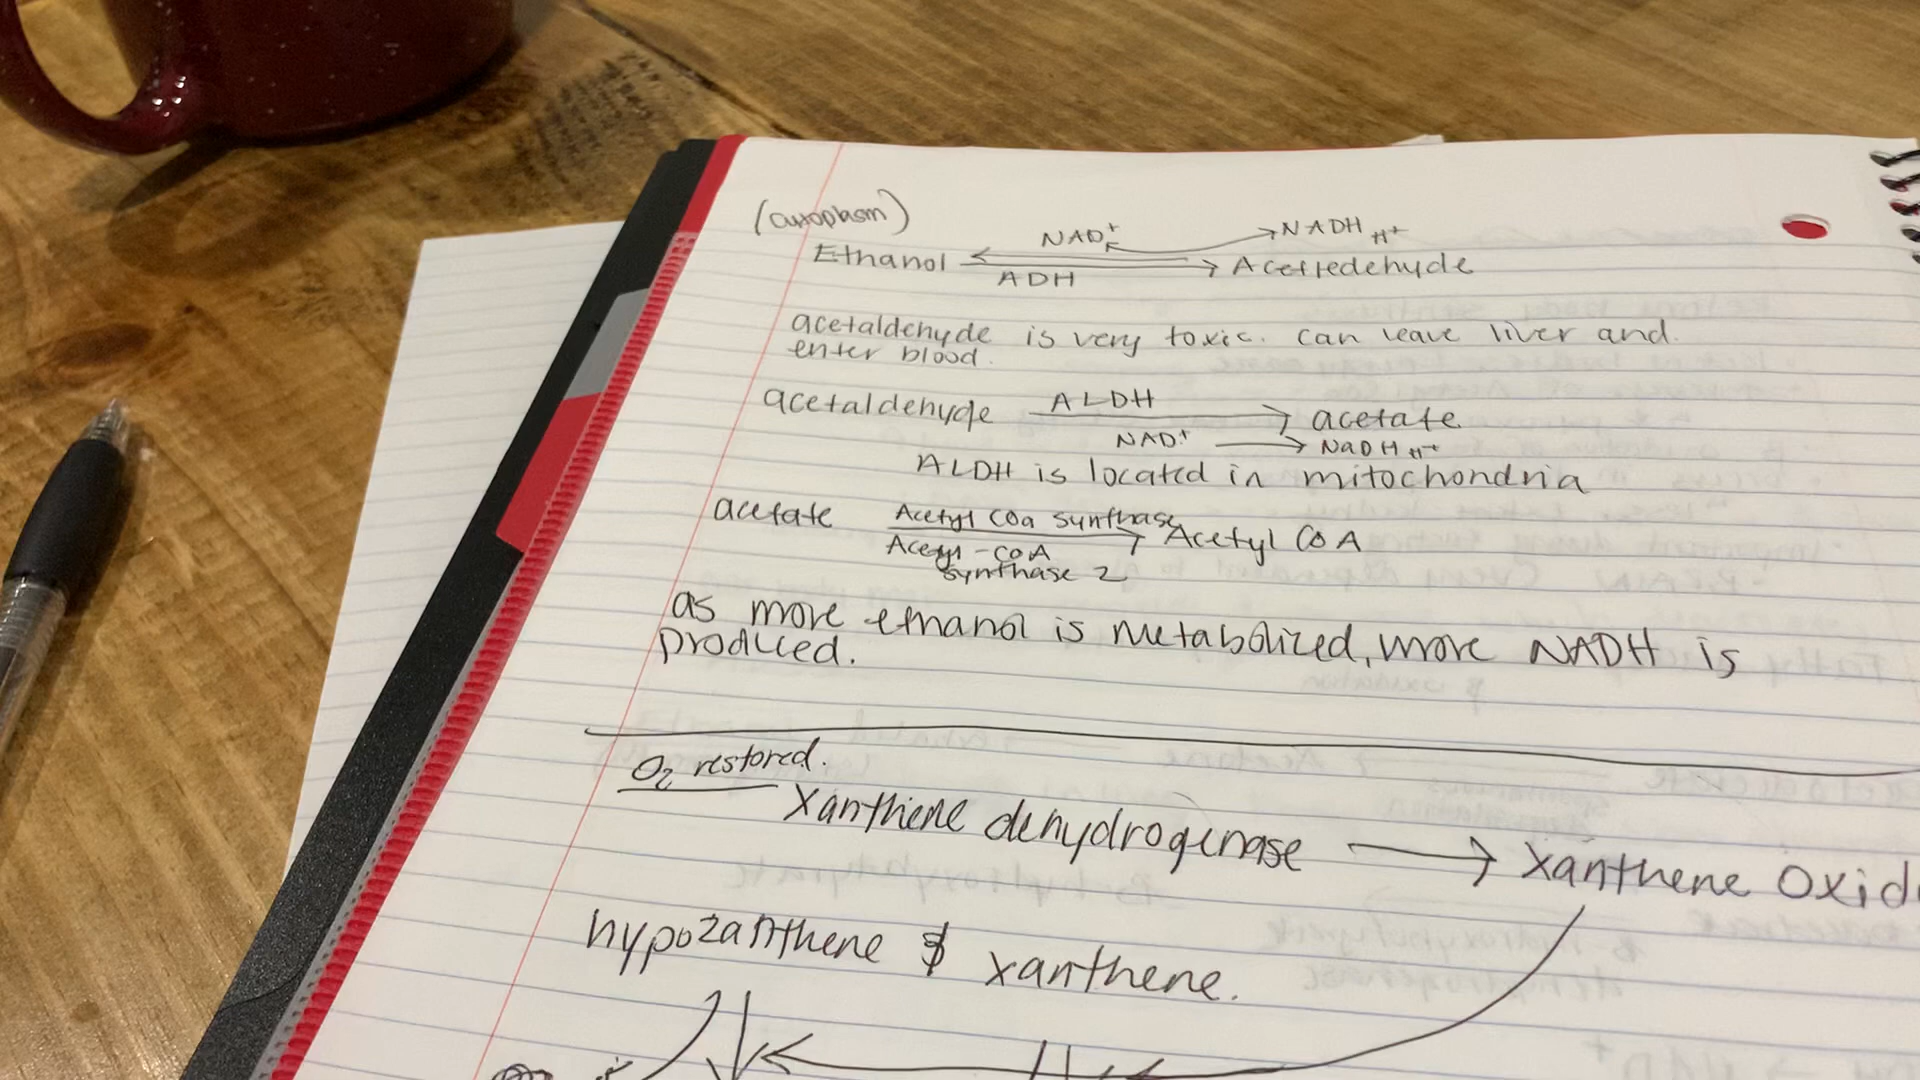 (cytoplasm)
NAD+ NADH H+
Ethanol Acetledehyde
ADH
acetaldehyde is very toxic. can leave liver and
enter blood.
acetaldehyde ALDH acetate
NAD+ NaDH H+
ALDH is located in mitochondria
acetate Acetyl COa synthase Acetyl CoA
Acetyl-CoA
synthase 2
as more ethanol is metabolized, more NADH is
produced.
O2 restored.
Xanthene dehydrogenase → Xanthene Oxid
hypozanthene & xanthene.